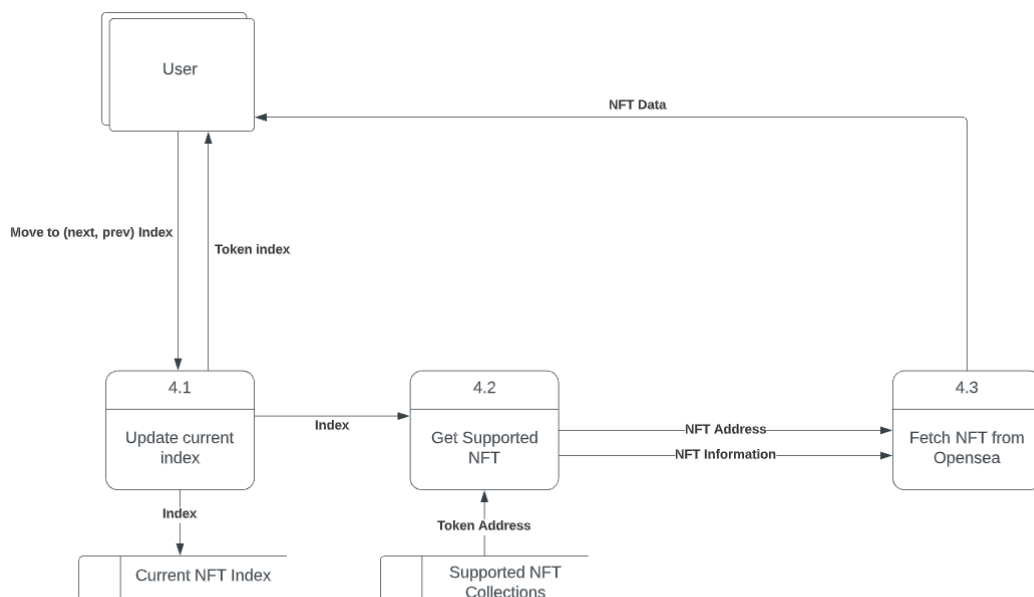 User
NFT Data
Move to (next, prev) Index
Token index
4.1
Update current
index
Index
4.2
Get Supported
NFT
NFT Address
NFT Information
4.3
Fetch NFT from
Opensea
Index
Token Address
Current NFT Index
Supported NFT
Collections